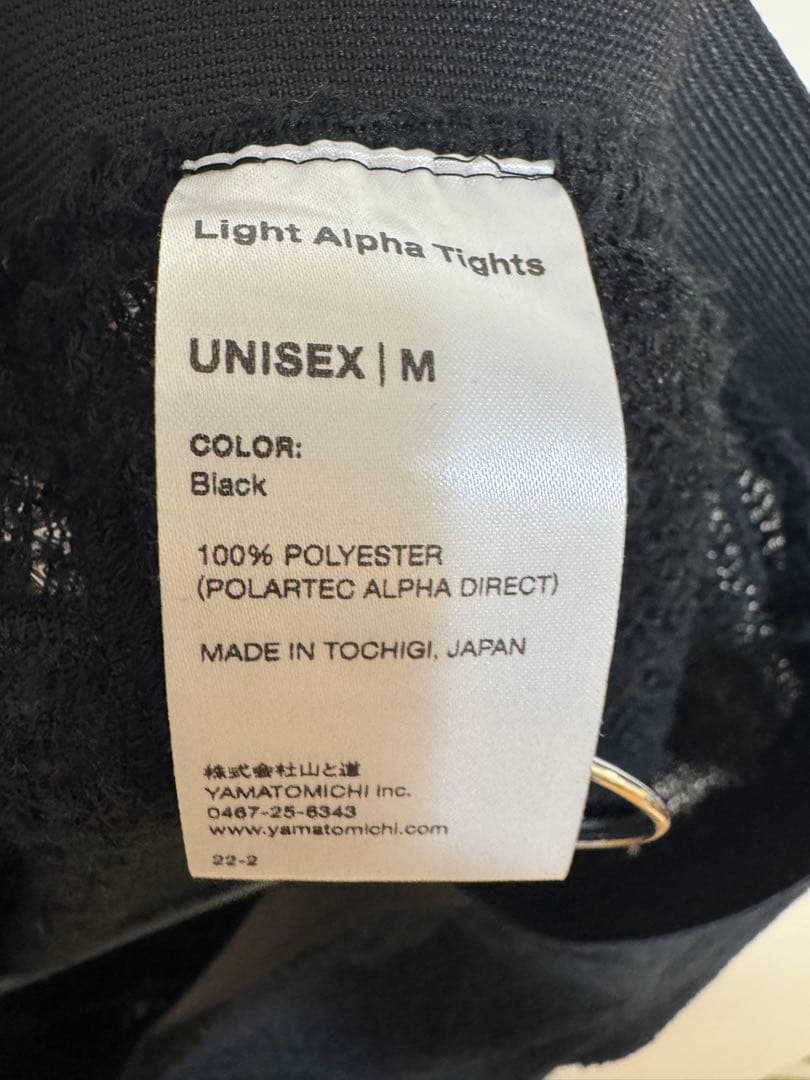 Light Alpha Tights
UNISEX | M
COLOR:
Black
100% POLYESTER
(POLARTEC ALPHA DIRECT)
MADE IN TOCHIGI, JAPAN
株式会社山と道
YAMATOMICHI Inc.
0467-25-6343
www.yamatomichi.com
22-2